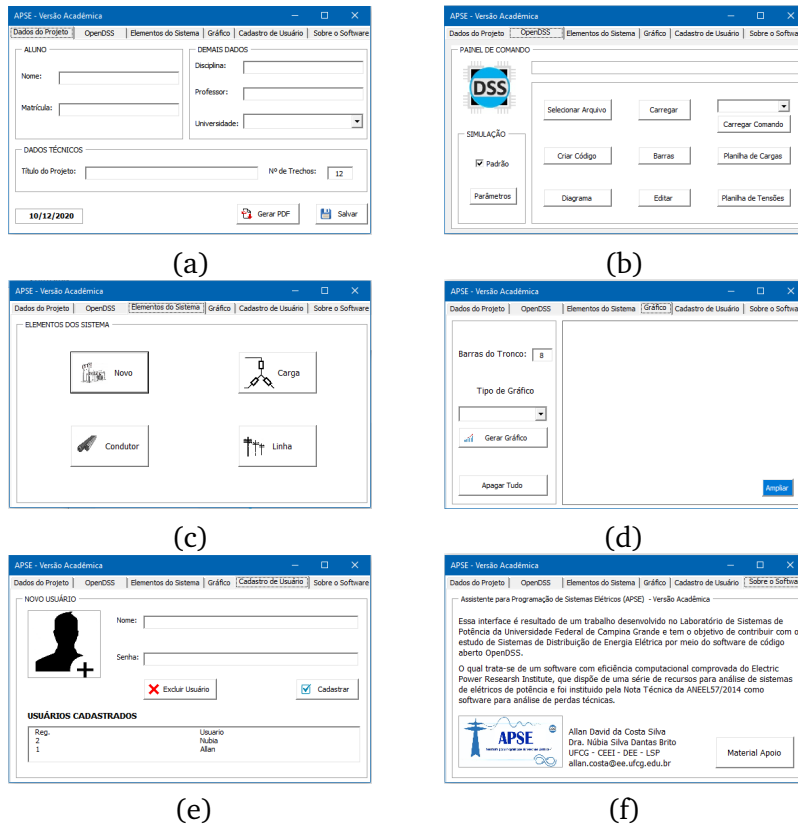 APSE - Versão Acadêmica
Dados do Projeto OpenDSS Elementos do Sistema Gráfico Cadastro de Usuário Sobre o Software
ALUNO
Nome:
Matrícula:
DEMAIS DADOS
Disciplina:
Professor:
Universidade:
DADOS TÉCNICOS
Título do Projeto:
Nº de Trechos: 12
10/12/2020
Gerar PDF
Salvar
(a)
APSE - Versão Acadêmica
Dados do Projeto OpenDSS Elementos do Sistema Gráfico Cadastro de Usuário Sobre o Softwa
PAINEL DE COMANDO
DSS
SIMULAÇÃO
Padrão
Parâmetros
Selecionar Arquivo
Carregar
Carregar Comando
Criar Código
Barras
Planilha de Cargas
Diagrama
Editar
Planilha de Tensões
(b)
APSE - Versão Acadêmica
Dados do Projeto OpenDSS Elementos do Sistema Gráfico Cadastro de Usuário Sobre o Software
ELEMENTOS DOS SISTEMA
Novo
Carga
Condutor
Linha
(c)
APSE - Versão Acadêmica
Dados do Projeto OpenDSS Elementos do Sistema Gráfico Cadastro de Usuário Sobre o Softwa
Barras do Tronco: 8
Tipo de Gráfico
Gerar Gráfico
Apagar Tudo
Ampliar
(d)
APSE - Versão Acadêmica
Dados do Projeto OpenDSS Elementos do Sistema Gráfico Cadastro de Usuário Sobre o Software
NOVO USUÁRIO
Nome:
Senha:
Excluir Usuário
Cadastrar
USUÁRIOS CADASTRADOS
Reg. Usuario
2 Nubia
1 Allan
(e)
APSE - Versão Acadêmica
Dados do Projeto OpenDSS Elementos do Sistema Gráfico Cadastro de Usuário Sobre o Softwa
Assistente para Programação de Sistemas Elétricos (APSE) - Versão Acadêmica
Essa interface é resultado de um trabalho desenvolvido no Laboratório de Sistemas de
Potência da Universidade Federal de Campina Grande e tem o objetivo de contribuir com o
estudo de Sistemas de Distribuição de Energia Elétrica por meio do software de código
aberto OpenDSS.
O qual trata-se de um software com eficiência computacional comprovada do Electric
Power Researsh Institute, que dispõe de uma série de recursos para análise de sistemas
de elétricos de potência e foi instituido pela Nota Técnica da ANEEL57/2014 como
software para análise de perdas técnicas.
APSE
Allan David da Costa Silva
Dra. Núbia Silva Dantas Brito
UFCG - CEEI - DEE - LSP
allan.costa@ee.ufcg.edu.br
Material Apoio
(f)